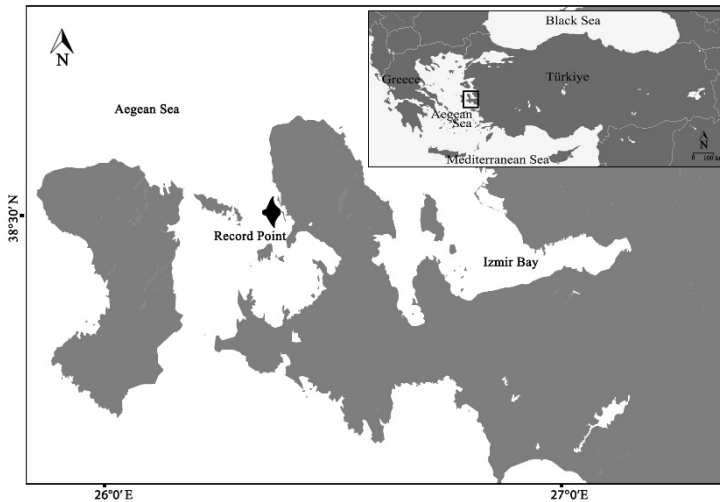 N
Aegean Sea
38°30'N
Record Point
Izmir Bay
26°0'E
27°0'E
Black Sea
Greece
Türkiye
Aegean
Sea
Mediterranean Sea
N
0 100 km